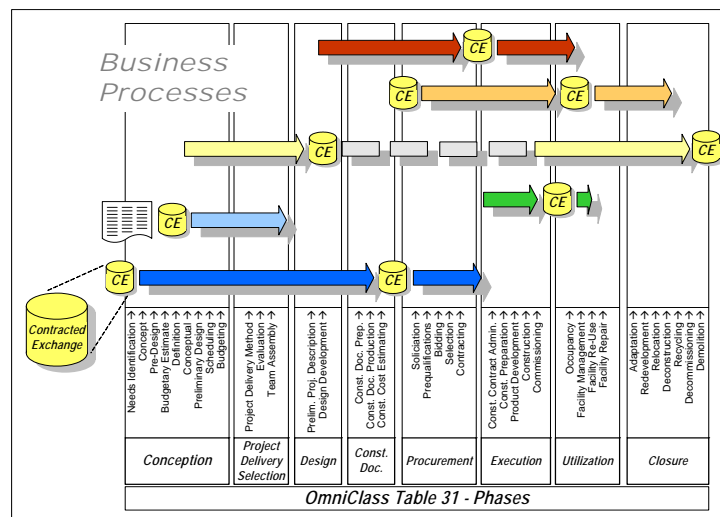 Business
Processes
CE
CE
CE
CE
CE
CE
CE
CE
CE
Contracted
Exchange
Needs Identification
Concept
Pre-Design
Budgetary Estimate
Definition
Conceptual
Preliminary Design
Scheduling
Budgeting
Project Delivery Method
Evaluation
Team Assembly
Prelim. Proj. Description
Design Development
Const. Doc. Prep.
Const. Doc. Production
Const. Cost Estimating
Soliciation
Prequalifications
Bidding
Selection
Contracting
Const. Contract Admin.
Const. Preparation
Product Development
Construction
Commissioning
Occupancy
Facility Management
Facility Re-Use
Facility Repair
Adaptation
Redevelopment
Relocation
Deconstruction
Recycling
Decommissioning
Demolition
Conception
Project
Delivery
Selection
Design
Const.
Doc.
Procurement
Execution
Utilization
Closure
OmniClass Table 31 - Phases